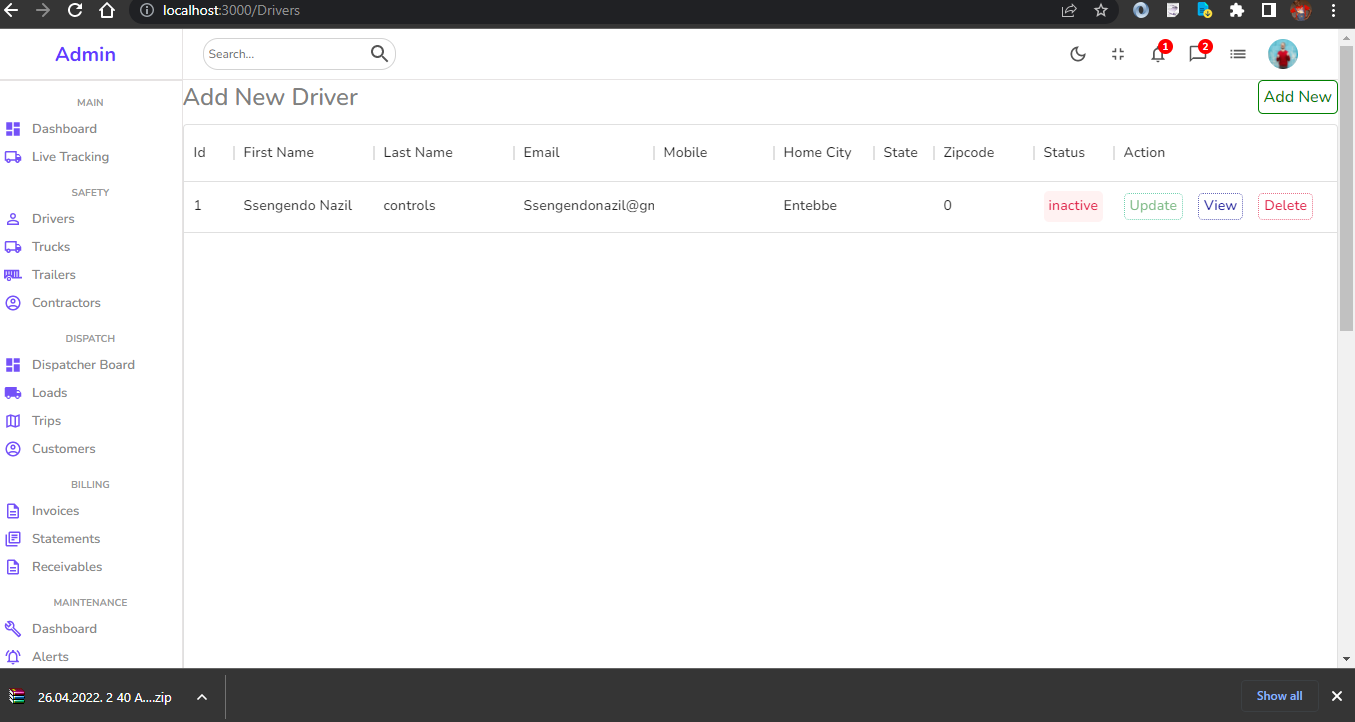 localhost:3000/Drivers
Admin
Search...
1
2
MAIN
Dashboard
Live Tracking
SAFETY
Drivers
Trucks
Trailers
Contractors
DISPATCH
Dispatcher Board
Loads
Trips
Customers
BILLING
Invoices
Statements
Receivables
MAINTENANCE
Dashboard
Alerts
Add New Driver
Add New
Id First Name Last Name Email Mobile Home City State Zipcode Status Action
1 Ssengendo Nazil controls Ssengendonazil@gn Entebbe 0 inactive Update View Delete
26.04.2022. 2 40 A....zip
Show all